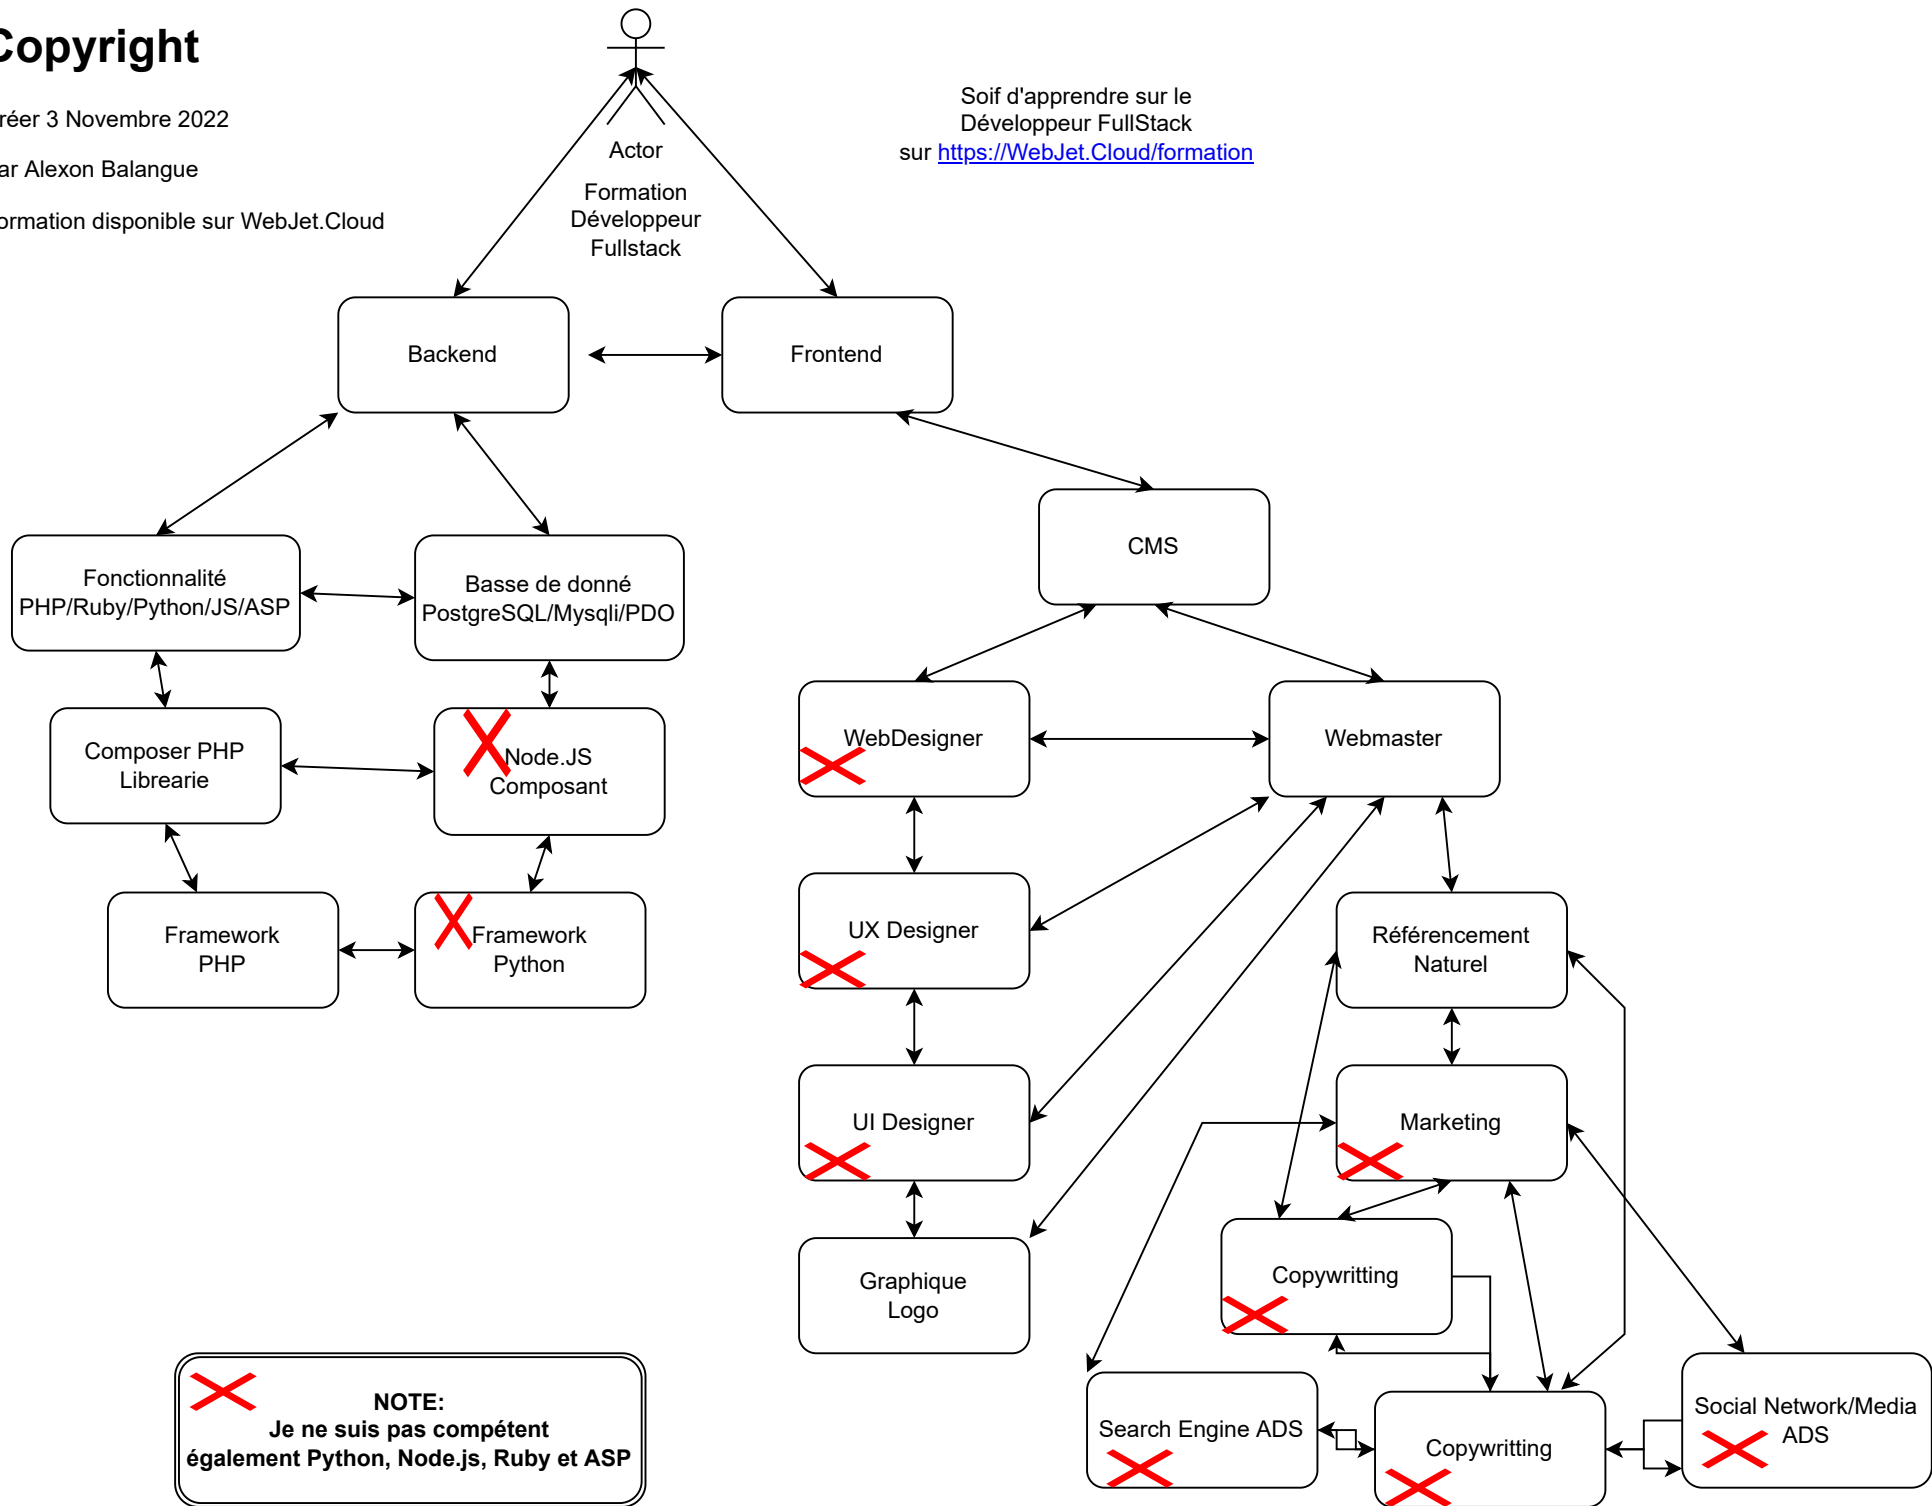 Copyright
réer 3 Novembre 2022
ar Alexon Balangue
ormation disponible sur WebJet.Cloud
Actor
Formation
Développeur
Fullstack
Soif d'apprendre sur le
Développeur FullStack
sur https://WebJet.Cloud/formation
Backend
Frontend
CMS
Fonctionnalité
PHP/Ruby/Python/JS/ASP
Basse de donné
PostgreSQL/Mysqli/PDO
Composer PHP
Librearie
Node.JS
Composant
Framework
PHP
Framework
Python
WebDesigner
Webmaster
UX Designer
Référencement
Naturel
UI Designer
Marketing
Graphique
Logo
Copywritting
Search Engine ADS
Copywritting
Social Network/Media
ADS
NOTE:
Je ne suis pas compétent
également Python, Node.js, Ruby et ASP